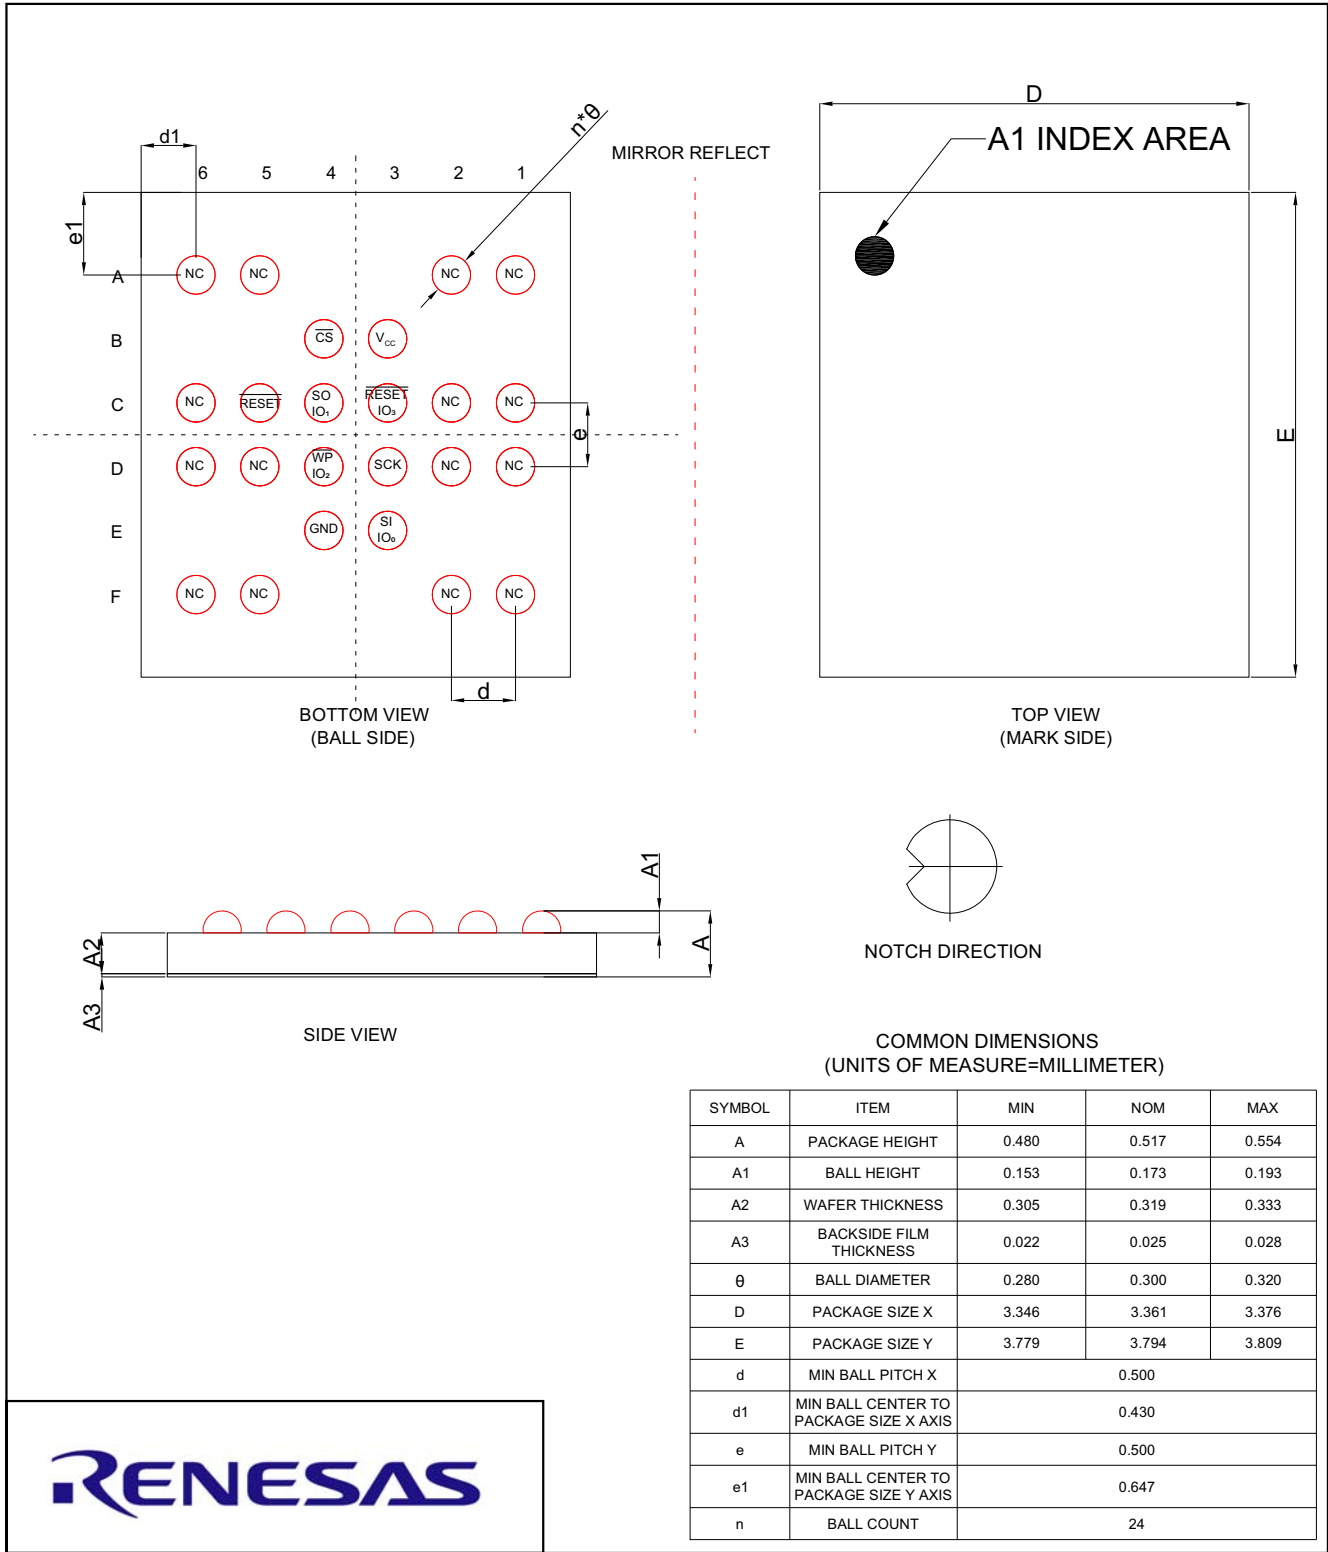 D
A1 INDEX AREA
n*θ
d1
MIRROR REFLECT
6 5 4 3 2 1
e1
A NC NC NC NC
B C̅S̅ VCC
C NC R̅E̅S̅E̅T̅ SO IO₁ R̅E̅S̅E̅T̅ IO₃ NC NC
e
E
D NC NC W̅P̅ IO₂ SCK NC NC
E GND SI IO₀
F NC NC NC NC
d
BOTTOM VIEW
(BALL SIDE)
TOP VIEW
(MARK SIDE)
A1
A2
A
A3
SIDE VIEW
NOTCH DIRECTION
COMMON DIMENSIONS
(UNITS OF MEASURE=MILLIMETER)
SYMBOL ITEM MIN NOM MAX
A PACKAGE HEIGHT 0.480 0.517 0.554
A1 BALL HEIGHT 0.153 0.173 0.193
A2 WAFER THICKNESS 0.305 0.319 0.333
A3 BACKSIDE FILM THICKNESS 0.022 0.025 0.028
θ BALL DIAMETER 0.280 0.300 0.320
D PACKAGE SIZE X 3.346 3.361 3.376
E PACKAGE SIZE Y 3.779 3.794 3.809
d MIN BALL PITCH X 0.500
d1 MIN BALL CENTER TO PACKAGE SIZE X AXIS 0.430
e MIN BALL PITCH Y 0.500
e1 MIN BALL CENTER TO PACKAGE SIZE Y AXIS 0.647
n BALL COUNT 24
RENESAS